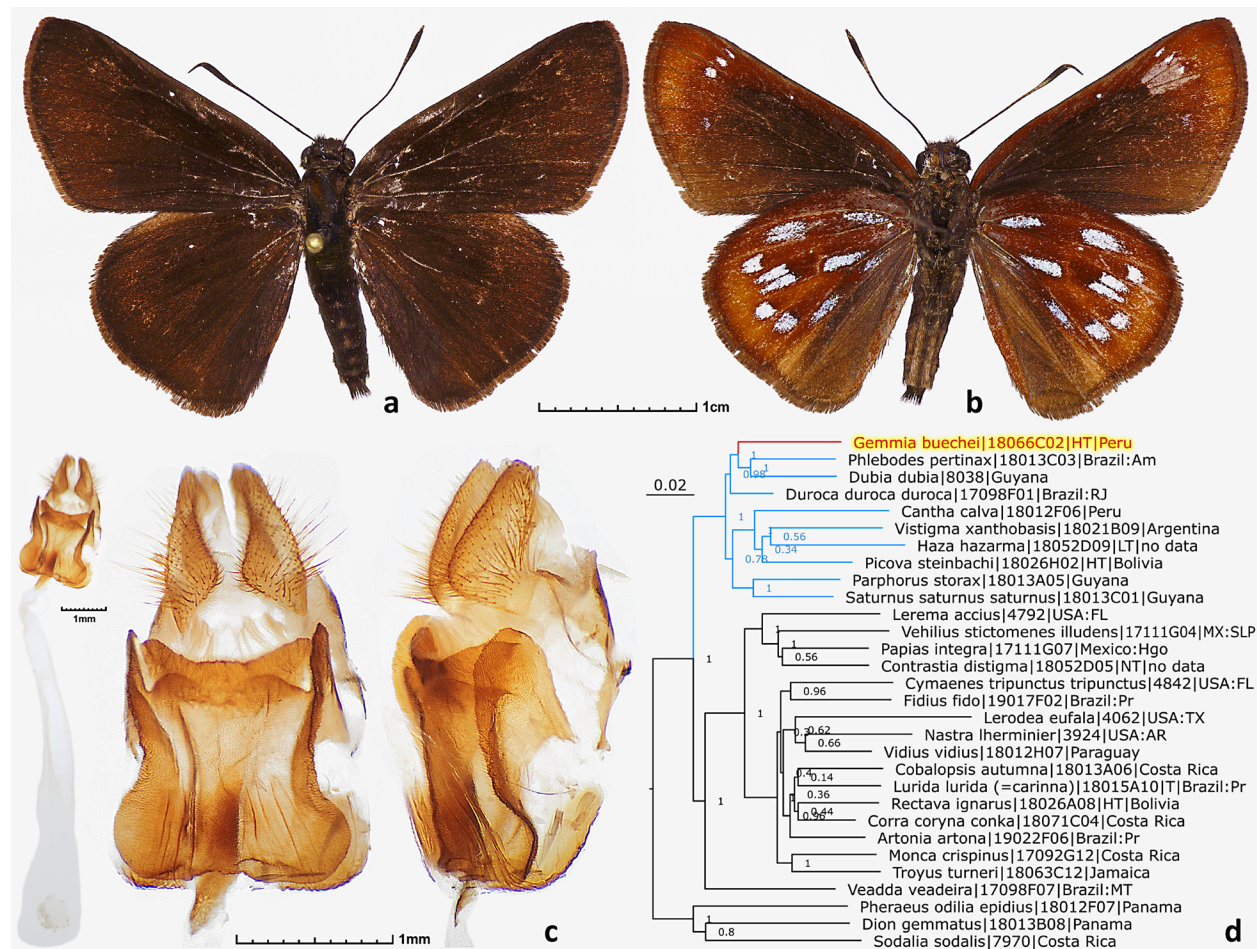 a
b
1cm
0.02
Gemmia buechei|18066C02|HT|Peru
1
Phlebodes pertinax|18013C03|Brazil:Am
1
0.98
Dubia dubia|8038|Guyana
Duroca duroca duroca|17098F01|Brazil:RJ
Cantha calva|18012F06|Peru
1
Vistigma xanthobasis|18021B09|Argentina
0.56
Haza hazarma|18052D09|LT|no data
0.34
Picova steinbachi|18026H02|HT|Bolivia
Parphorus storax|18013A05|Guyana
1
Saturnus saturnus saturnus|18013C01|Guyana
Lerema accius|4792|USA:FL
Vehilius stictomenes illudens|17111G04|MX:SLP
1
Papias integra|17111G07|Mexico:Hgo
1
0.56
Contrastia distigma|18052D05|NT|no data
1
Cymaenes tripunctus tripunctus|4842|USA:FL
0.96
Fidius fido|19017F02|Brazil:Pr
1
Lerodea eufala|4062|USA:TX
0.62
Nastra lherminier|3924|USA:AR
0.66
Vidius vidius|18012H07|Paraguay
Cobalopsis autumna|18013A06|Costa Rica
0.14
Lurida lurida (=carinna)|18015A10|T|Brazil:Pr
0.36
Rectava ignarus|18026A08|HT|Bolivia
0.44
Corra coryna conka|18071C04|Costa Rica
1
Artonia artona|19022F06|Brazil:Pr
Monca crispinus|17092G12|Costa Rica
1
Troyus turneri|18063C12|Jamaica
Veadda veadeira|17098F07|Brazil:MT
Pheraeus odilia epidius|18012F07|Panama
1
Dion gemmatus|18013B08|Panama
0.8
Sodalia sodalis|7970|Costa Rica
1mm
1mm
c
d